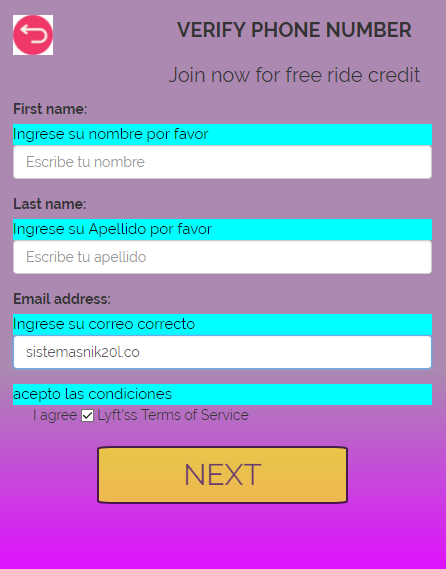 VERIFY PHONE NUMBER
Join now for free ride credit
First name:
Ingrese su nombre por favor
Escribe tu nombre
Last name:
Ingrese su Apellido por favor
Escribe tu apellido
Email address:
Ingrese su correo correcto
sistemasnik20l.co
acepto las condiciones
I agree Lyft'ss Terms of Service
NEXT